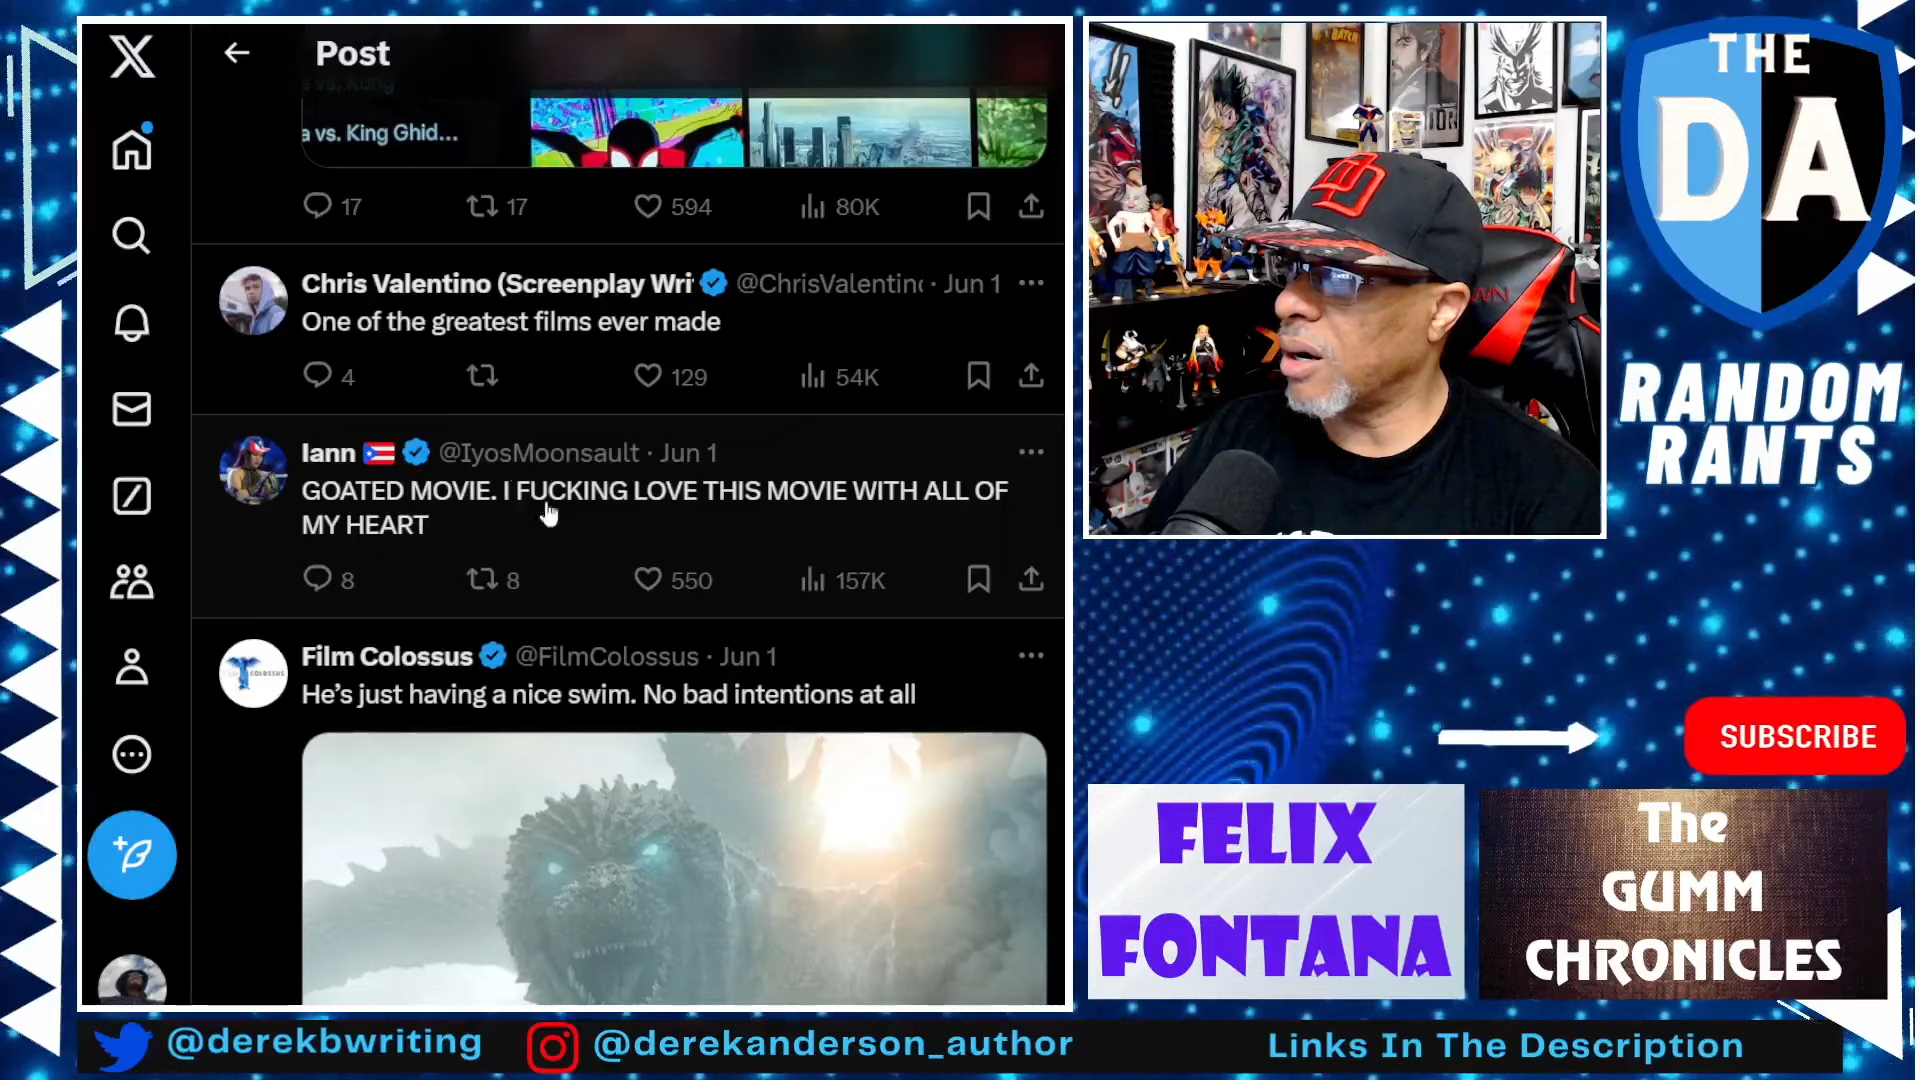 Post
a vs. King Ghid...
17
17
594
80K
Chris Valentino (Screenplay Wri
@ChrisValentin
· Jun 1
One of the greatest films ever made
4
129
54K
Iann
@IyosMoonsault · Jun 1
GOATED MOVIE. I FUCKING LOVE THIS MOVIE WITH ALL OF
MY HEART
8
8
550
157K
Film Colossus
@FilmColossus · Jun 1
He's just having a nice swim. No bad intentions at all
THE
DA
RANDOM
RANTS
SUBSCRIBE
FELIX
FONTANA
The
GUMM
CHRONICLES
@derekbwriting
@derekanderson_author
Links In The Description